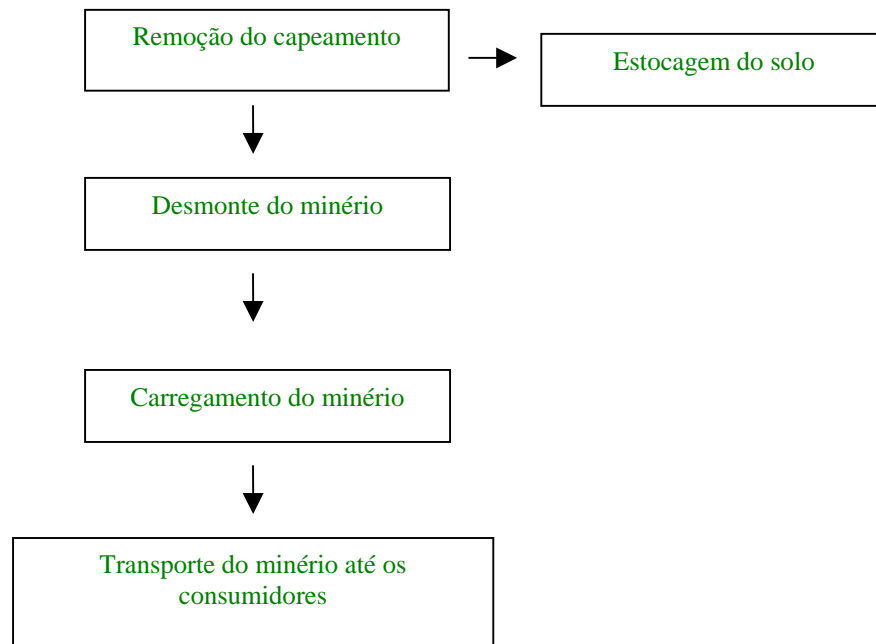 Remoção do capeamento
Estocagem do solo
Desmonte do minério
Carregamento do minério
Transporte do minério até os
consumidores